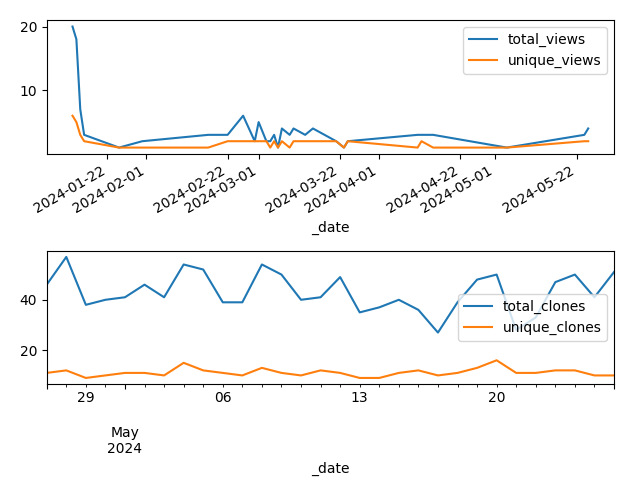 20
10
total_views
unique_views
2024-01-22
2024-02-01
2024-02-22
2024-03-01
2024-03-22
2024-04-01
2024-04-22
2024-05-01
2024-05-22
_date
40
20
total_clones
unique_clones
29
06
13
20
May
2024
_date